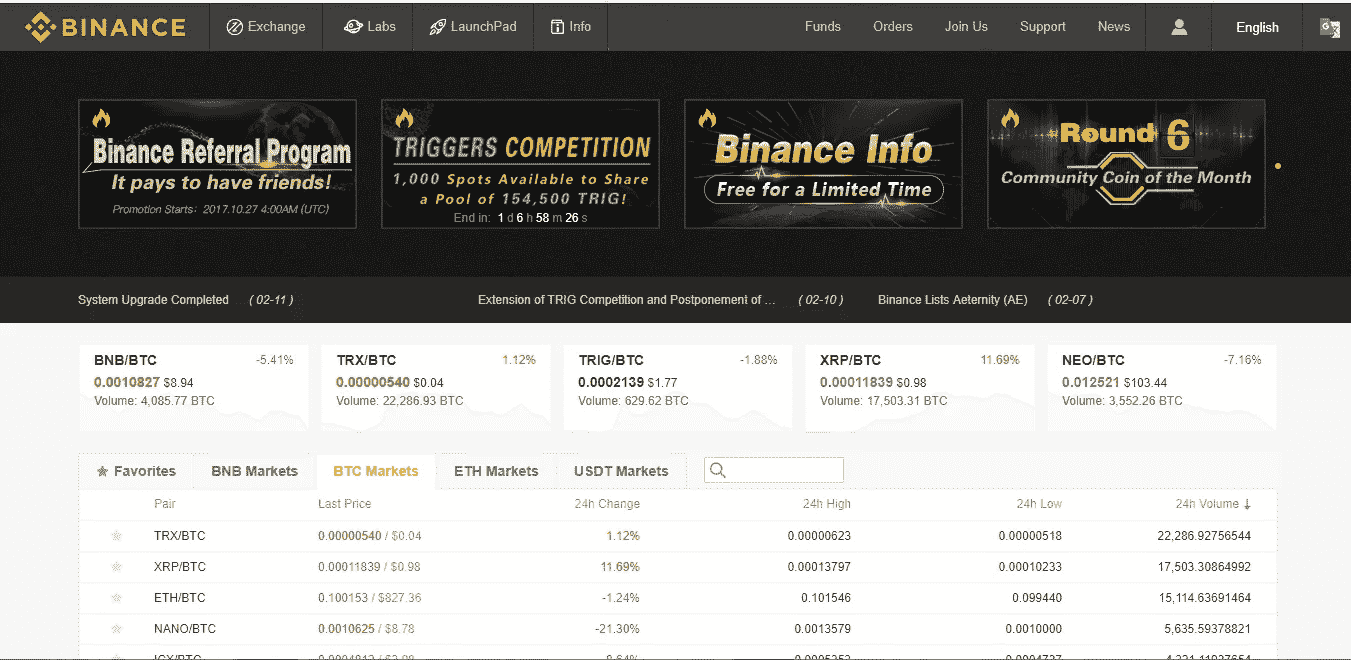 BINANCE Exchange Labs LaunchPad Info Funds Orders Join Us Support News English
Binance Referral Program
It pays to have friends!
Promotion Starts: 2017.10.27 4:00AM (UTC)
TRIGGERS COMPETITION
1,000 Spots Available to Share
a Pool of 154,500 TRIG!
End in: 1 d 6 h 58 m 26 s
Binance Info
Free for a Limited Time
Round 6
Community Coin of the Month
System Upgrade Completed ( 02-11 ) Extension of TRIG Competition and Postponement of ... ( 02-10 ) Binance Lists Aeternity (AE) ( 02-07 )
BNB/BTC -5.41%
0.0010827 $8.94
Volume: 4,085.77 BTC
TRX/BTC 1.12%
0.00000540 $0.04
Volume: 22,286.93 BTC
TRIG/BTC -1.88%
0.0002139 $1.77
Volume: 629.62 BTC
XRP/BTC 11.69%
0.00011839 $0.98
Volume: 17,503.31 BTC
NEO/BTC -7.16%
0.012521 $103.44
Volume: 3,552.26 BTC
Favorites BNB Markets BTC Markets ETH Markets USDT Markets
Pair Last Price 24h Change 24h High 24h Low 24h Volume
TRX/BTC 0.00000540 / $0.04 1.12% 0.00000623 0.00000518 22,286.92756544
XRP/BTC 0.00011839 / $0.98 11.69% 0.00013797 0.00010233 17,503.30864992
ETH/BTC 0.100153 / $827.36 -1.24% 0.101546 0.099440 15,114.63691464
NANO/BTC 0.0010625 / $8.78 -21.30% 0.0013579 0.0010000 5,635.59378821